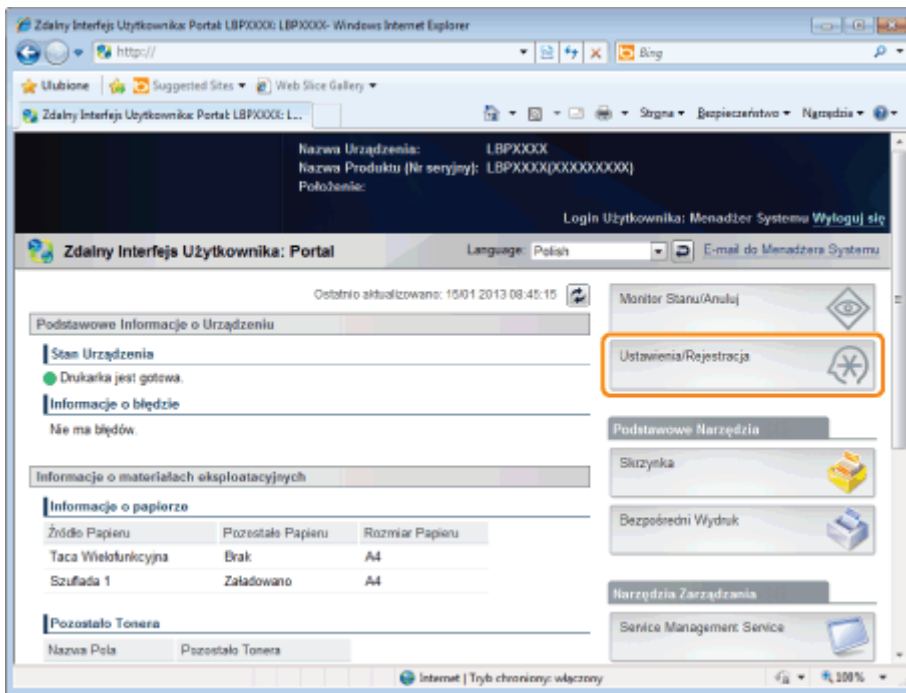 Zdalny Interfejs Użytkownika: Portal: LBPXXXX: LBPXXXX- Windows Internet Explorer
http://
Bing
Ulubione Suggested Sites Web Slice Gallery
Zdalny Interfejs Użytkownika: Portal: LBPXXXX: L...
Strona Bezpieczeństwo Narzędzia
Nazwa Urządzenia: LBPXXXX
Nazwa Produktu (Nr seryjny): LBPXXXX(XXXXXXXXX)
Położenie:
Login Użytkownika: Menadżer Systemu Wyloguj się
Zdalny Interfejs Użytkownika: Portal
Language: Polish
E-mail do Menadżera Systemu
Ostatnio aktualizowano: 15/01 2013 08:45:15
Podstawowe Informacje o Urządzeniu
Stan Urządzenia
Drukarka jest gotowa.
Informacje o błędzie
Nie ma błędów.
Informacje o materiałach eksploatacyjnych
Informacje o papierze
Źródło Papieru Pozostało Papieru Rozmiar Papieru
Taca Wielofunkcyjna Brak A4
Szuflada 1 Załadowano A4
Pozostało Tonera
Nazwa Pola Pozostało Tonera
Monitor Stanu/Anuluj
Ustawienia/Rejestracja
Podstawowe Narzędzia
Skrzynka
Bezpośredni Wydruk
Narzędzia Zarządzania
Service Management Service
Internet | Tryb chroniony: włączony
100%